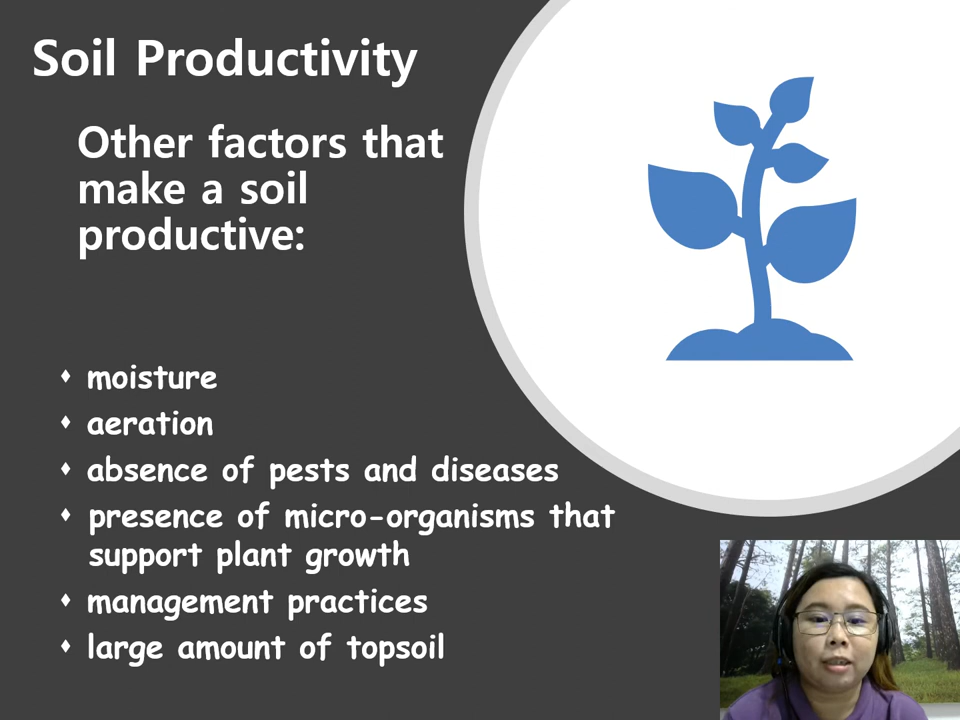 Soil Productivity
Other factors that
make a soil
productive:
moisture
aeration
absence of pests and diseases
presence of micro-organisms that
support plant growth
management practices
large amount of topsoil